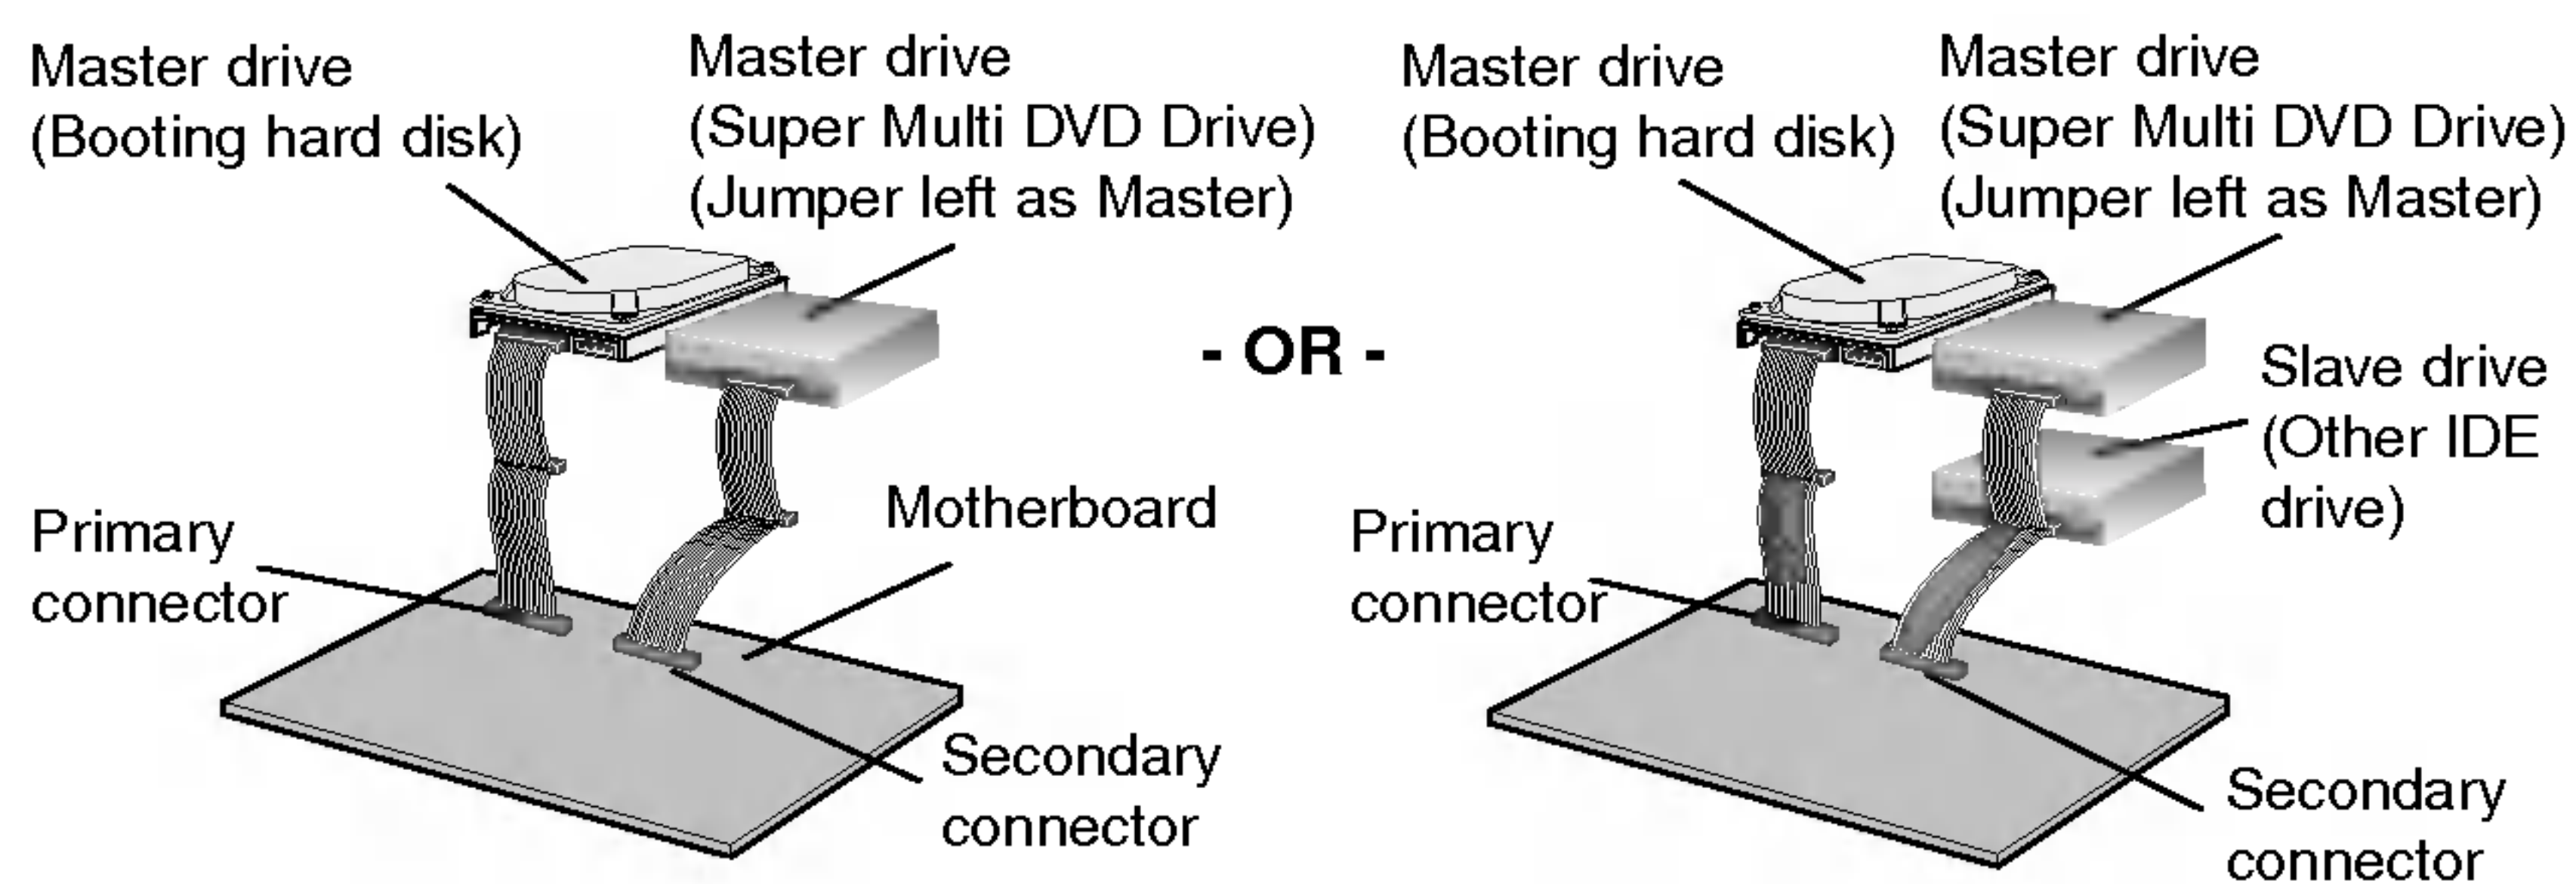 Master drive
(Booting hard disk)
Master drive
(Super Multi DVD Drive)
(Jumper left as Master)
Primary
connector
Motherboard
Secondary
connector
- OR -
Master drive
(Booting hard disk)
Master drive
(Super Multi DVD Drive)
(Jumper left as Master)
Slave drive
(Other IDE
drive)
Primary
connector
Secondary
connector